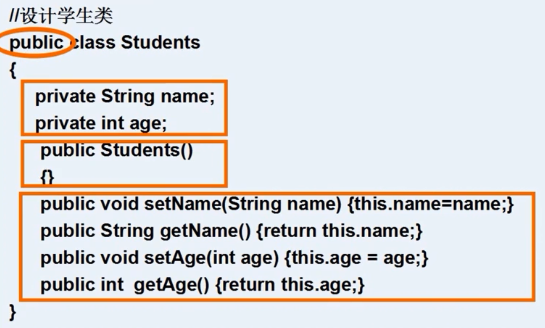 //设计学生类
public class Students
{
private String name;
private int age;
public Students()
{}
public void setName(String name) {this.name=name;}
public String getName() {return this.name;}
public void setAge(int age) {this.age = age;}
public int getAge() {return this.age;}
}